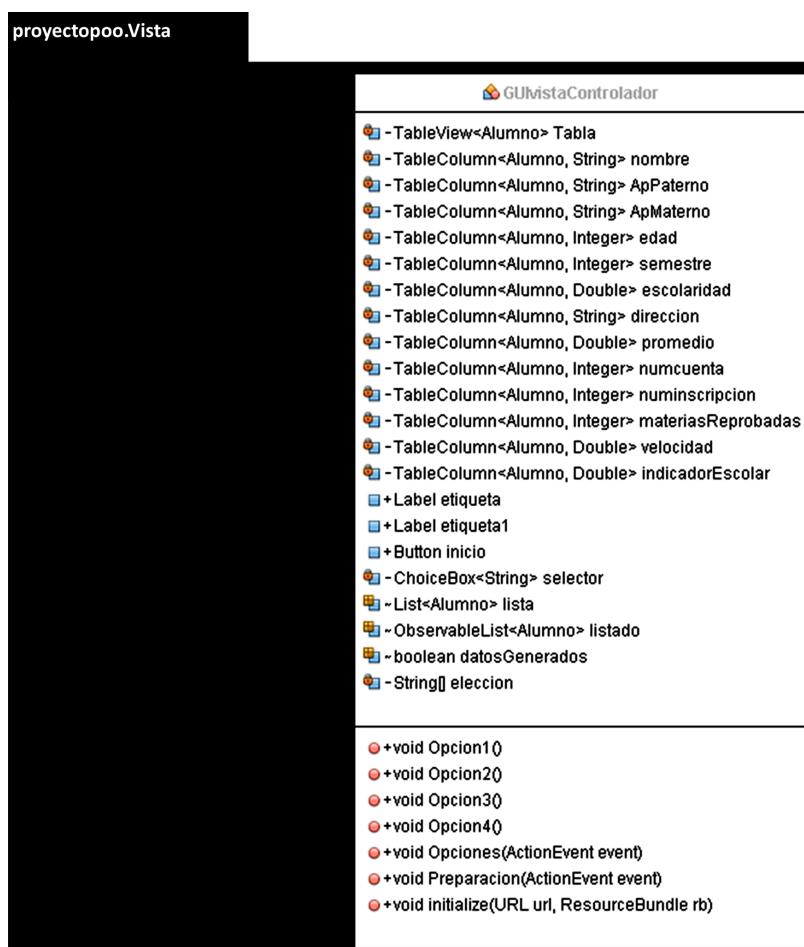 proyectopoo.Vista
GUIvistaControlador
-TableView<Alumno> Tabla
-TableColumn<Alumno, String> nombre
-TableColumn<Alumno, String> ApPaterno
-TableColumn<Alumno, String> ApMaterno
-TableColumn<Alumno, Integer> edad
-TableColumn<Alumno, Integer> semestre
-TableColumn<Alumno, Double> escolaridad
-TableColumn<Alumno, String> direccion
-TableColumn<Alumno, Double> promedio
-TableColumn<Alumno, Integer> numcuenta
-TableColumn<Alumno, Integer> numinscripcion
-TableColumn<Alumno, Integer> materiasReprobadas
-TableColumn<Alumno, Double> velocidad
-TableColumn<Alumno, Double> indicadorEscolar
+Label etiqueta
+Label etiqueta1
+Button inicio
-ChoiceBox<String> selector
~List<Alumno> lista
~ObservableList<Alumno> listado
~boolean datosGenerados
-String[] eleccion
+void Opcion1()
+void Opcion2()
+void Opcion3()
+void Opcion4()
+void Opciones(ActionEvent event)
+void Preparacion(ActionEvent event)
+void initialize(URL url, ResourceBundle rb)